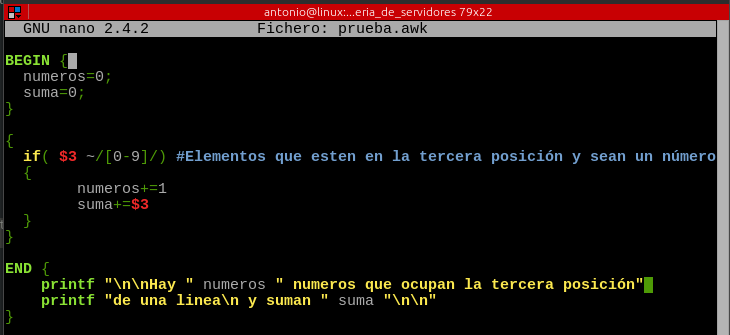 antonio@linux:...eria_de_servidores 79x22
GNU nano 2.4.2 Fichero: prueba.awk
BEGIN {
numeros=0;
suma=0;
}
{
if( $3 ~/[0-9]/) #Elementos que esten en la tercera posición y sean un número
{
numeros+=1
suma+=$3
}
}
END {
printf "\n\nHay " numeros " numeros que ocupan la tercera posición"
printf "de una linea\n y suman " suma "\n\n"
}